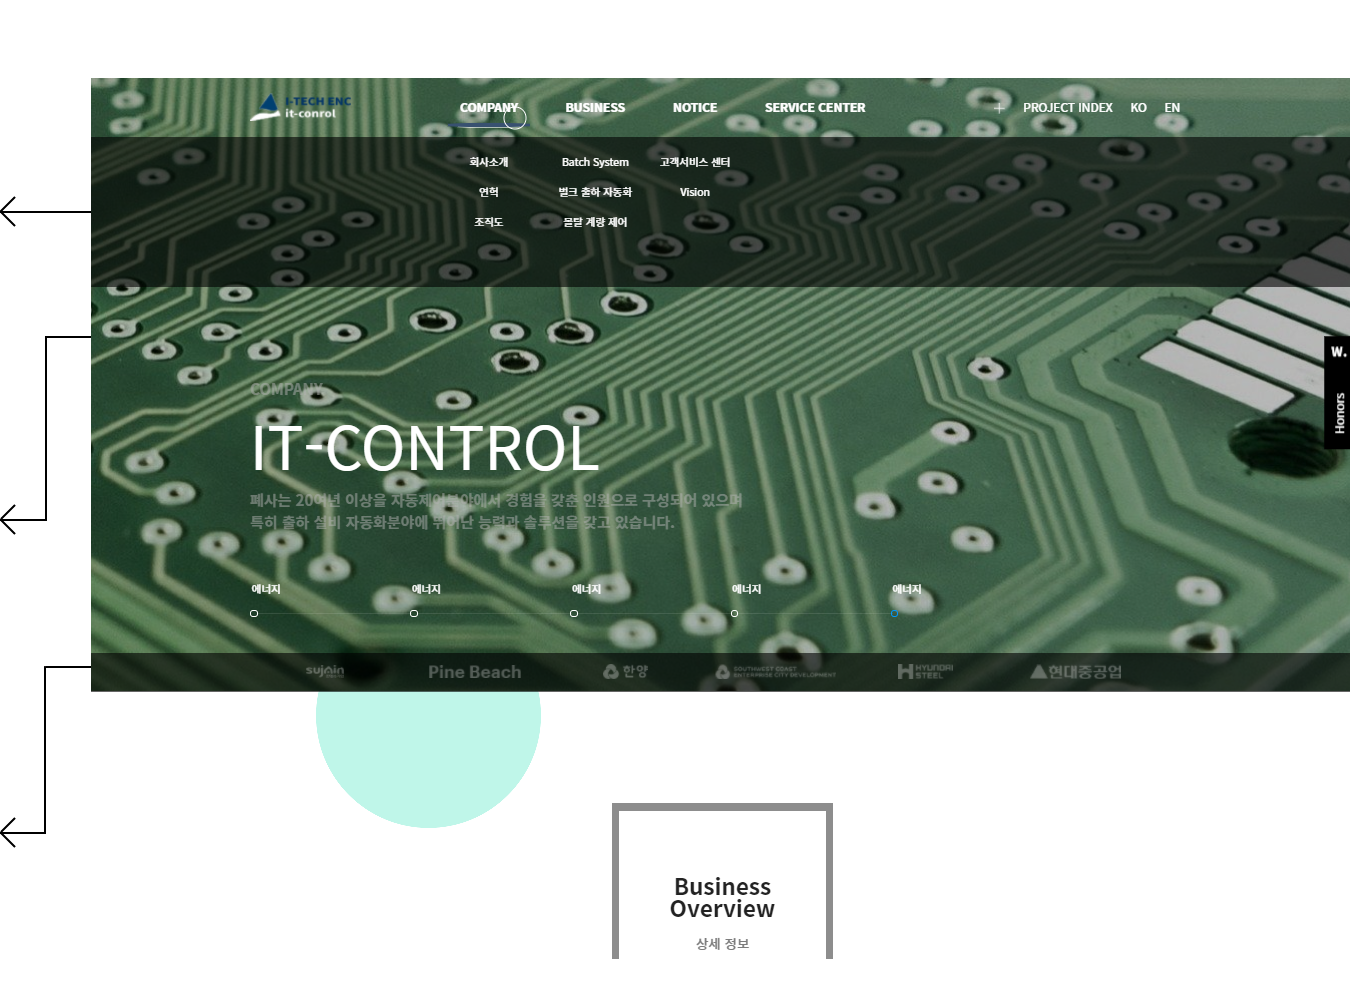 I-TECH ENC
it-conrol
COMPANY
BUSINESS
NOTICE
SERVICE CENTER
PROJECT INDEX
KO
EN
회사소개
Batch System
고객서비스 센터
연혁
벌크 출하 자동화
Vision
조직도
몰탈 계량 제어
W.
Honors
COMPANY
IT-CONTROL
폐사는 20여년 이상을 자동제어분야에서 경험을 갖춘 인원으로 구성되어 있으며
특히 출하 설비 자동화분야에 뛰어난 능력과 솔루션을 갖고 있습니다.
에너지
에너지
에너지
에너지
에너지
sujain
Pine Beach
한양
SOUTHWEST COAST
ENTERPRISE CITY DEVELOPMENT
HYUNDAI
STEEL
현대중공업
Business
Overview
상세 정보